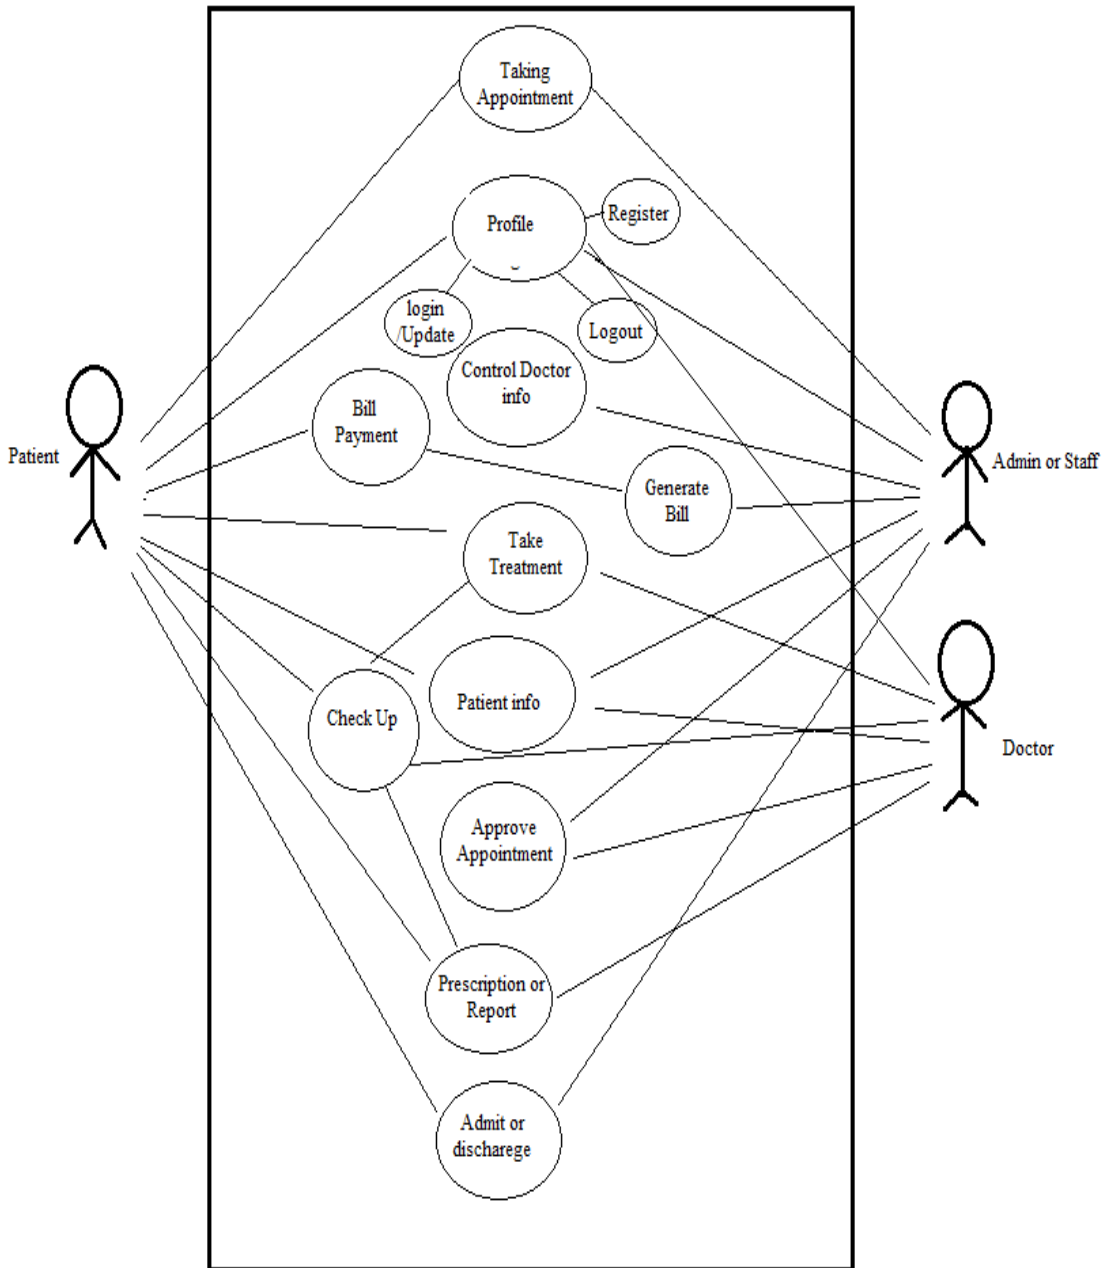 Taking
Appointment
Profile
Register
login
/Update
Logout
Control Doctor
info
Bill
Payment
Patient
Admin or Staff
Generate
Bill
Take
Treatment
Patient info
Check Up
Doctor
Approve
Appointment
Prescription or
Report
Admit or
discharege